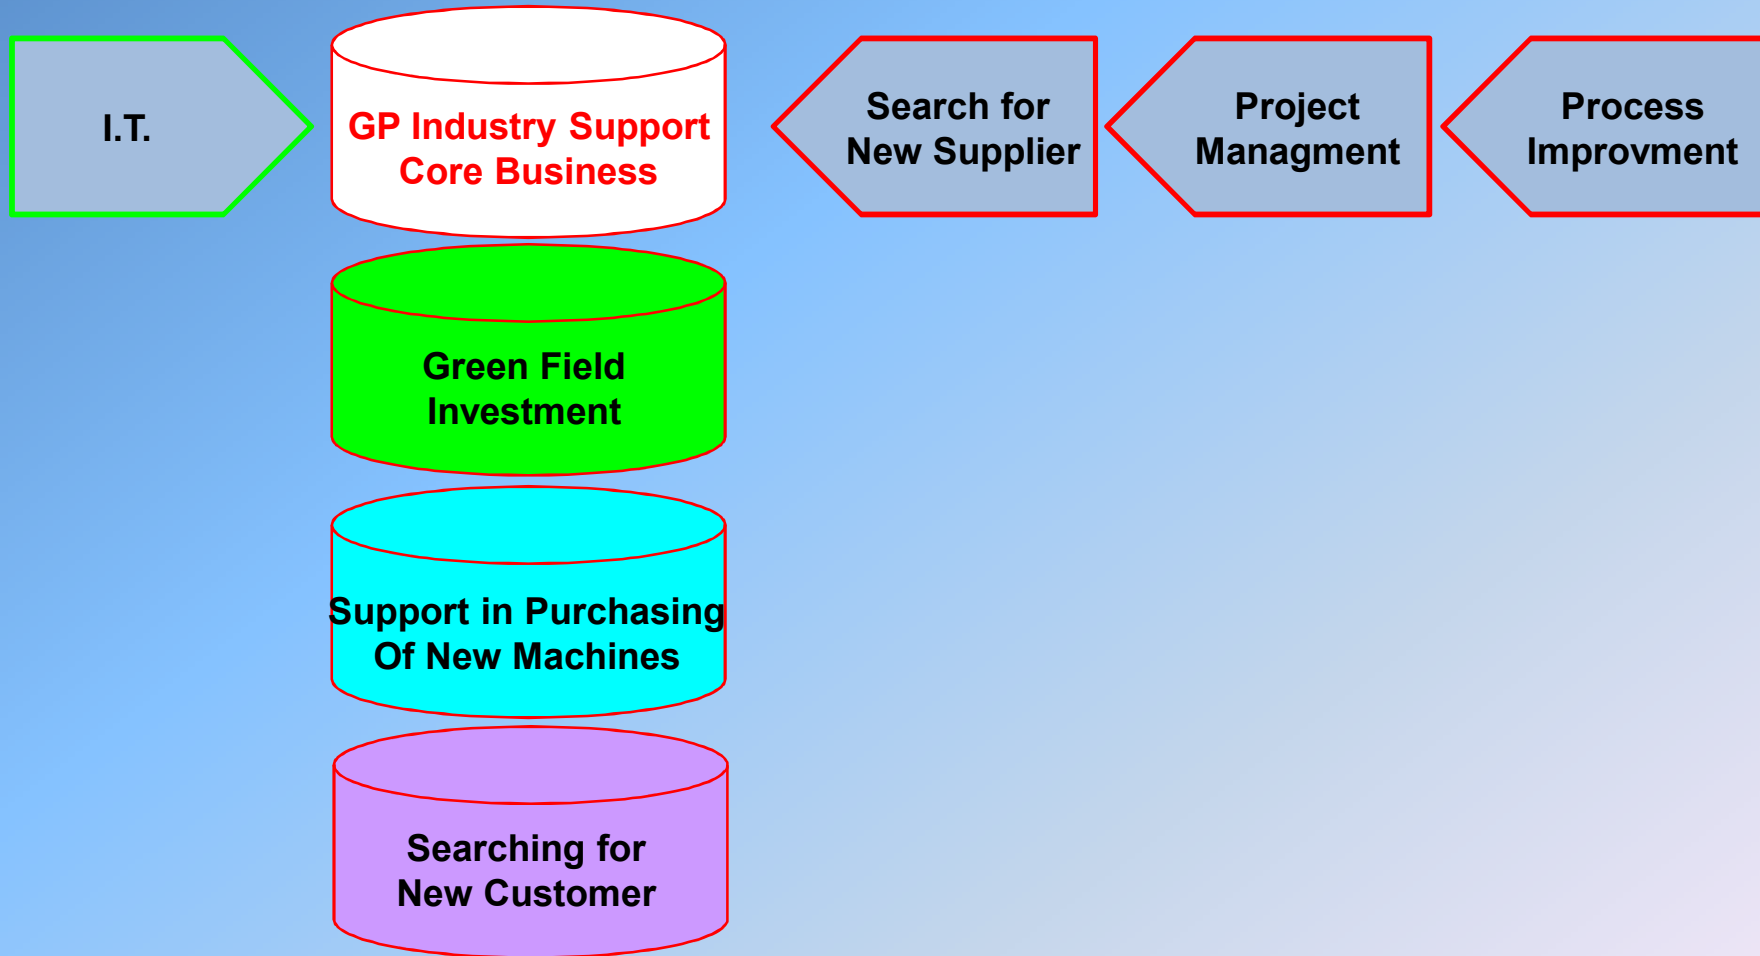 I.T.
GP Industry Support
Core Business
Search for
New Supplier
Project
Managment
Process
Improvment
Green Field
Investment
Support in Purchasing
Of New Machines
Searching for
New Customer